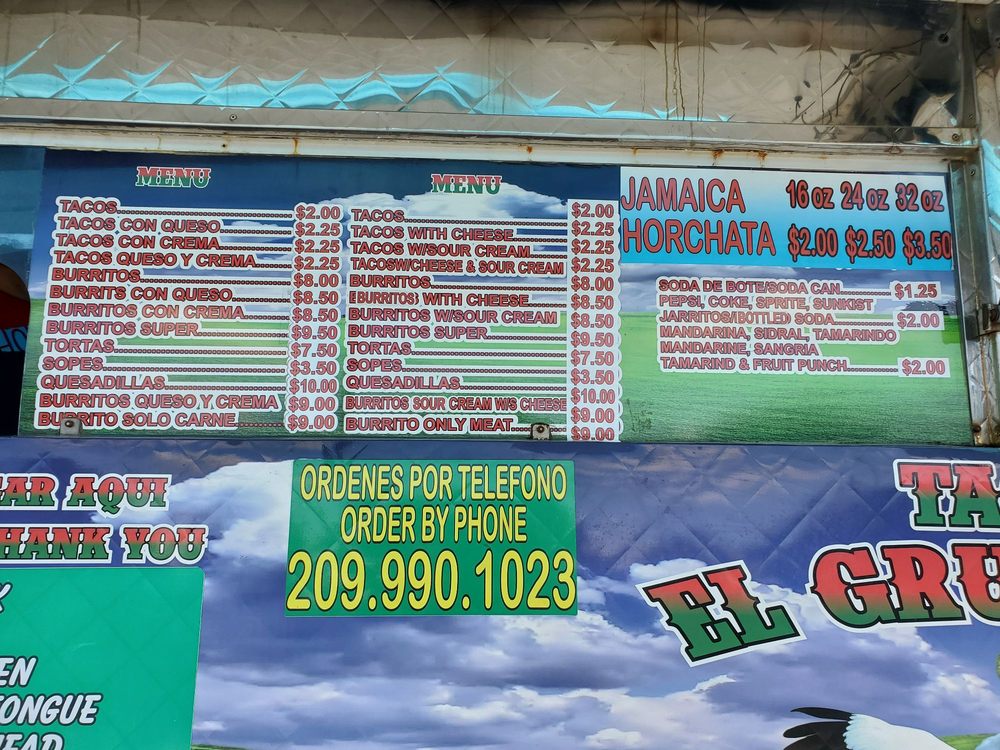 MENU
TACOS $2.00
TACOS CON QUESO $2.25
TACOS CON CREMA $2.25
TACOS QUESO Y CREMA $2.25
BURRITOS $8.00
BURRITS CON QUESO $8.50
BURRITOS CON CREMA $8.50
BURRITOS SUPER $9.50
TORTAS $7.50
SOPES $3.50
QUESADILLAS $10.00
BURRITOS QUESO Y CREMA $9.00
BURRITO SOLO CARNE $9.00
MENU
TACOS $2.00
TACOS WITH CHEESE $2.25
TACOS W/SOUR CREAM $2.25
TACOSW/CHEESE & SOUR CREAM $2.25
BURRITOS $8.00
(BURRITOS) WITH CHEESE $8.50
BURRITOS W/SOUR CREAM $8.50
BURRITOS SUPER $9.50
TORTAS $7.50
SOPES $3.50
QUESADILLAS $10.00
BURRITOS SOUR CREAM W/S CHEESE $9.00
BURRITO ONLY MEAT $9.00
JAMAICA 16 oz 24 oz 32 oz
HORCHATA $2.00 $2.50 $3.50
SODA DE BOTE/SODA CAN $1.25
PEPSI, COKE, SPRITE, SUNKIST
JARRITOS/(BOTTLED) SODA $2.00
MANDARINA, SIDRAL, TAMARINDO
MANDARINE, SANGRIA
TAMARIND & FRUIT PUNCH $2.00
AR AQUI
HANK YOU
ORDENES POR TELEFONO
ORDER BY PHONE
209.990.1023
TA
EL GRU
EN
ONGUE
EAD